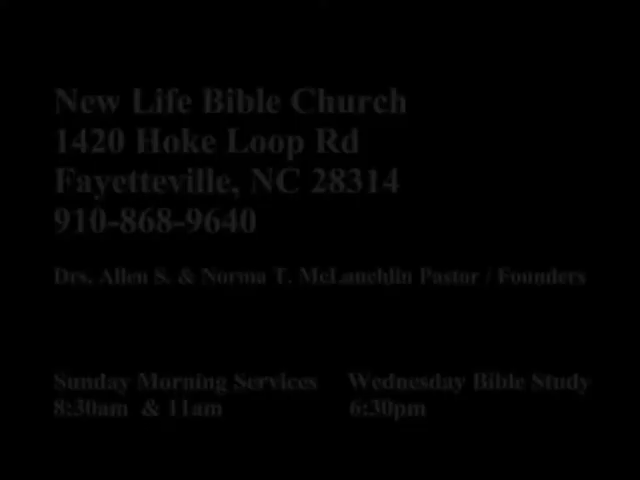 New Life Bible Church
1420 Hoke Loop Rd
Fayetteville, NC 28314
910-868-9640
Drs. Allen S. & Norma T. McLauchlin Pastor / Founders
Sunday Morning Services Wednesday Bible Study
8:30am & 11am 6:30pm